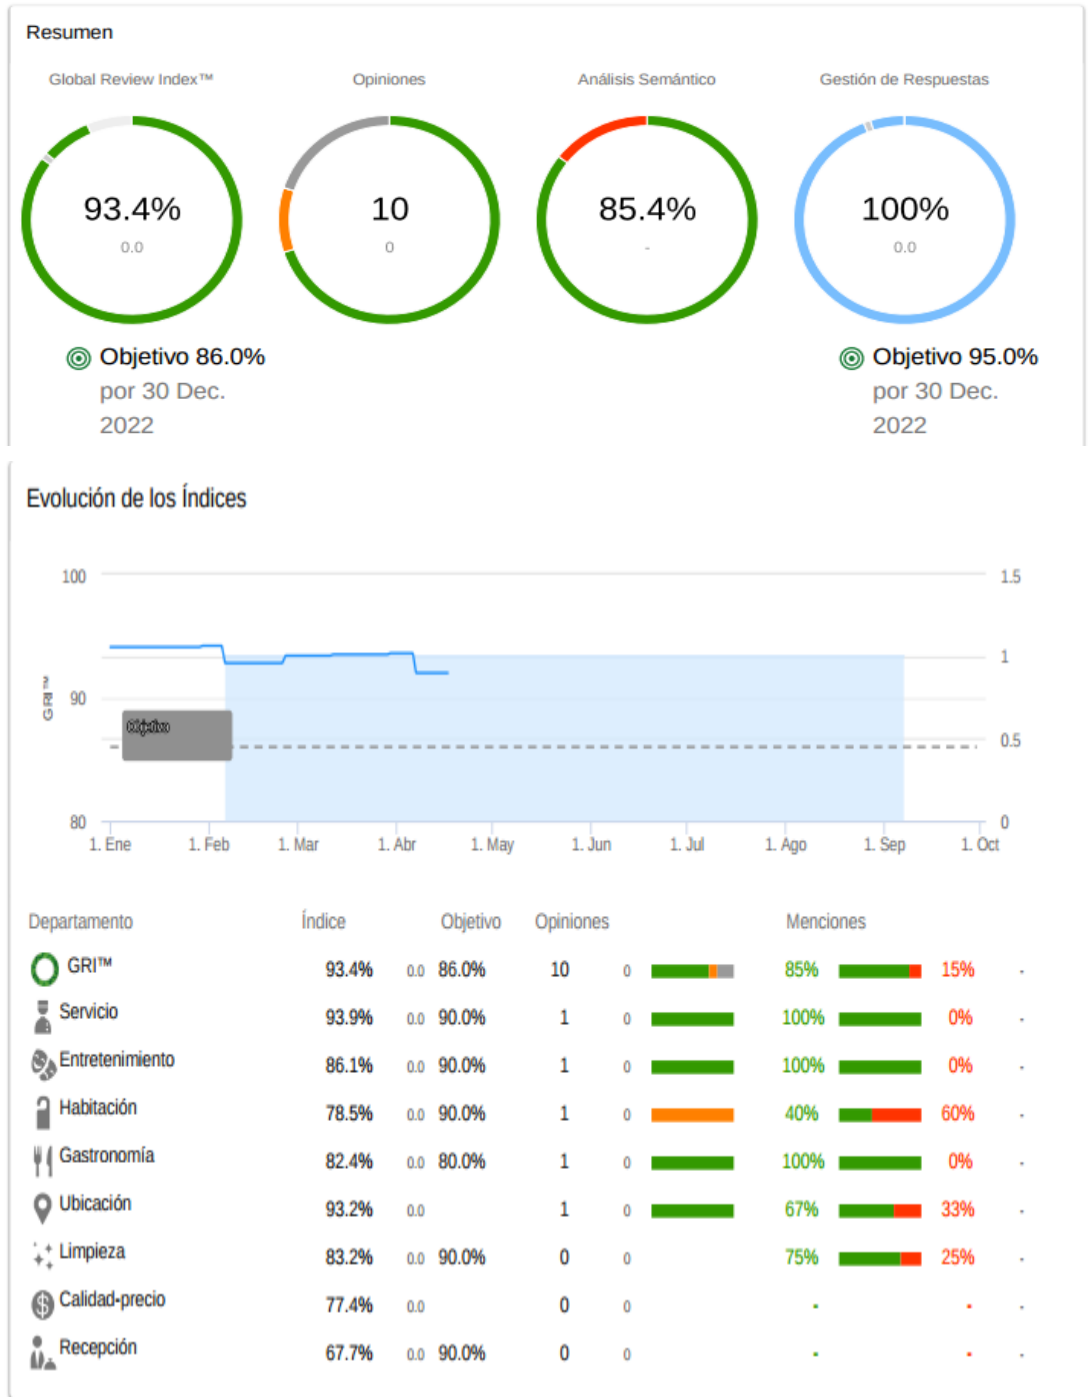 Resumen
Global Review Index™ Opiniones Análisis Semántico Gestión de Respuestas
93.4% 10 85.4% 100%
0.0 0 - 0.0
Objetivo 86.0% Objetivo 95.0%
por 30 Dec. por 30 Dec.
2022 2022
Evolución de los Índices
100 1.5
1
GRI™ 90
Objetivo
0.5
80 0
1. Ene 1. Feb 1. Mar 1. Abr 1. May 1. Jun 1. Jul 1. Ago 1. Sep 1. Oct
Departamento Índice Objetivo Opiniones Menciones
GRI™ 93.4% 0.0 86.0% 10 0 85% 15% -
Servicio 93.9% 0.0 90.0% 1 0 100% 0% -
Entretenimiento 86.1% 0.0 90.0% 1 0 100% 0% -
Habitación 78.5% 0.0 90.0% 1 0 40% 60% -
Gastronomía 82.4% 0.0 80.0% 1 0 100% 0% -
Ubicación 93.2% 0.0 1 0 67% 33% -
Limpieza 83.2% 0.0 90.0% 0 0 75% 25% -
Calidad-precio 77.4% 0.0 0 0 - - -
Recepción 67.7% 0.0 90.0% 0 0 - - -